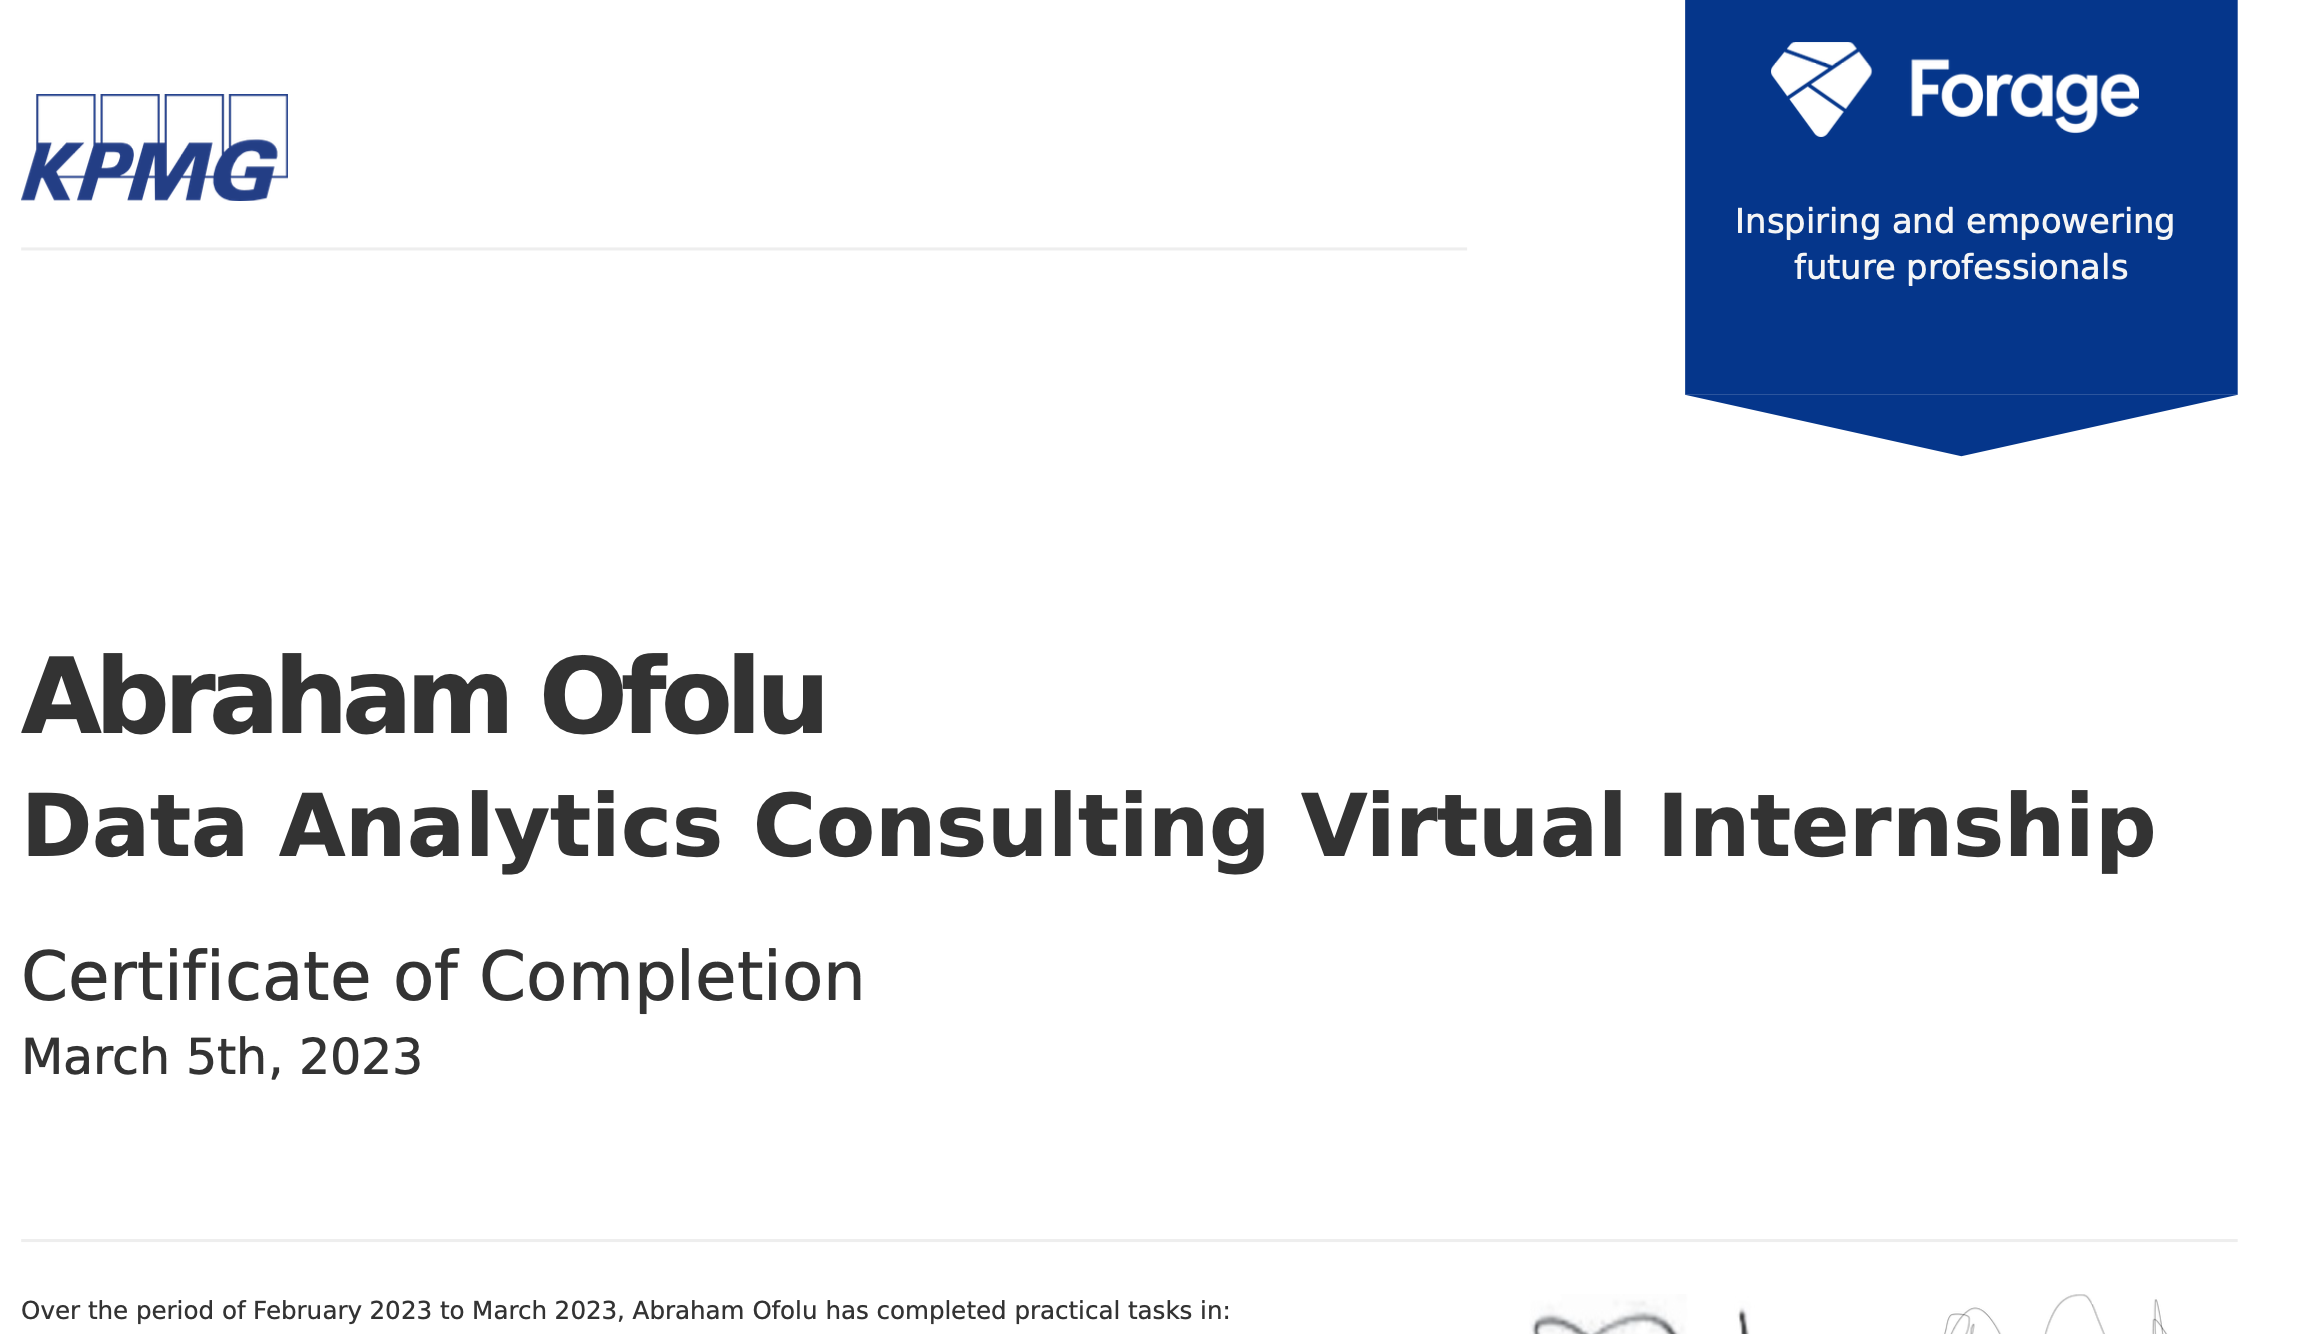 KPMG
Forage
Inspiring and empowering
future professionals
Abraham Ofolu
Data Analytics Consulting Virtual Internship
Certificate of Completion
March 5th, 2023
Over the period of February 2023 to March 2023, Abraham Ofolu has completed practical tasks in: